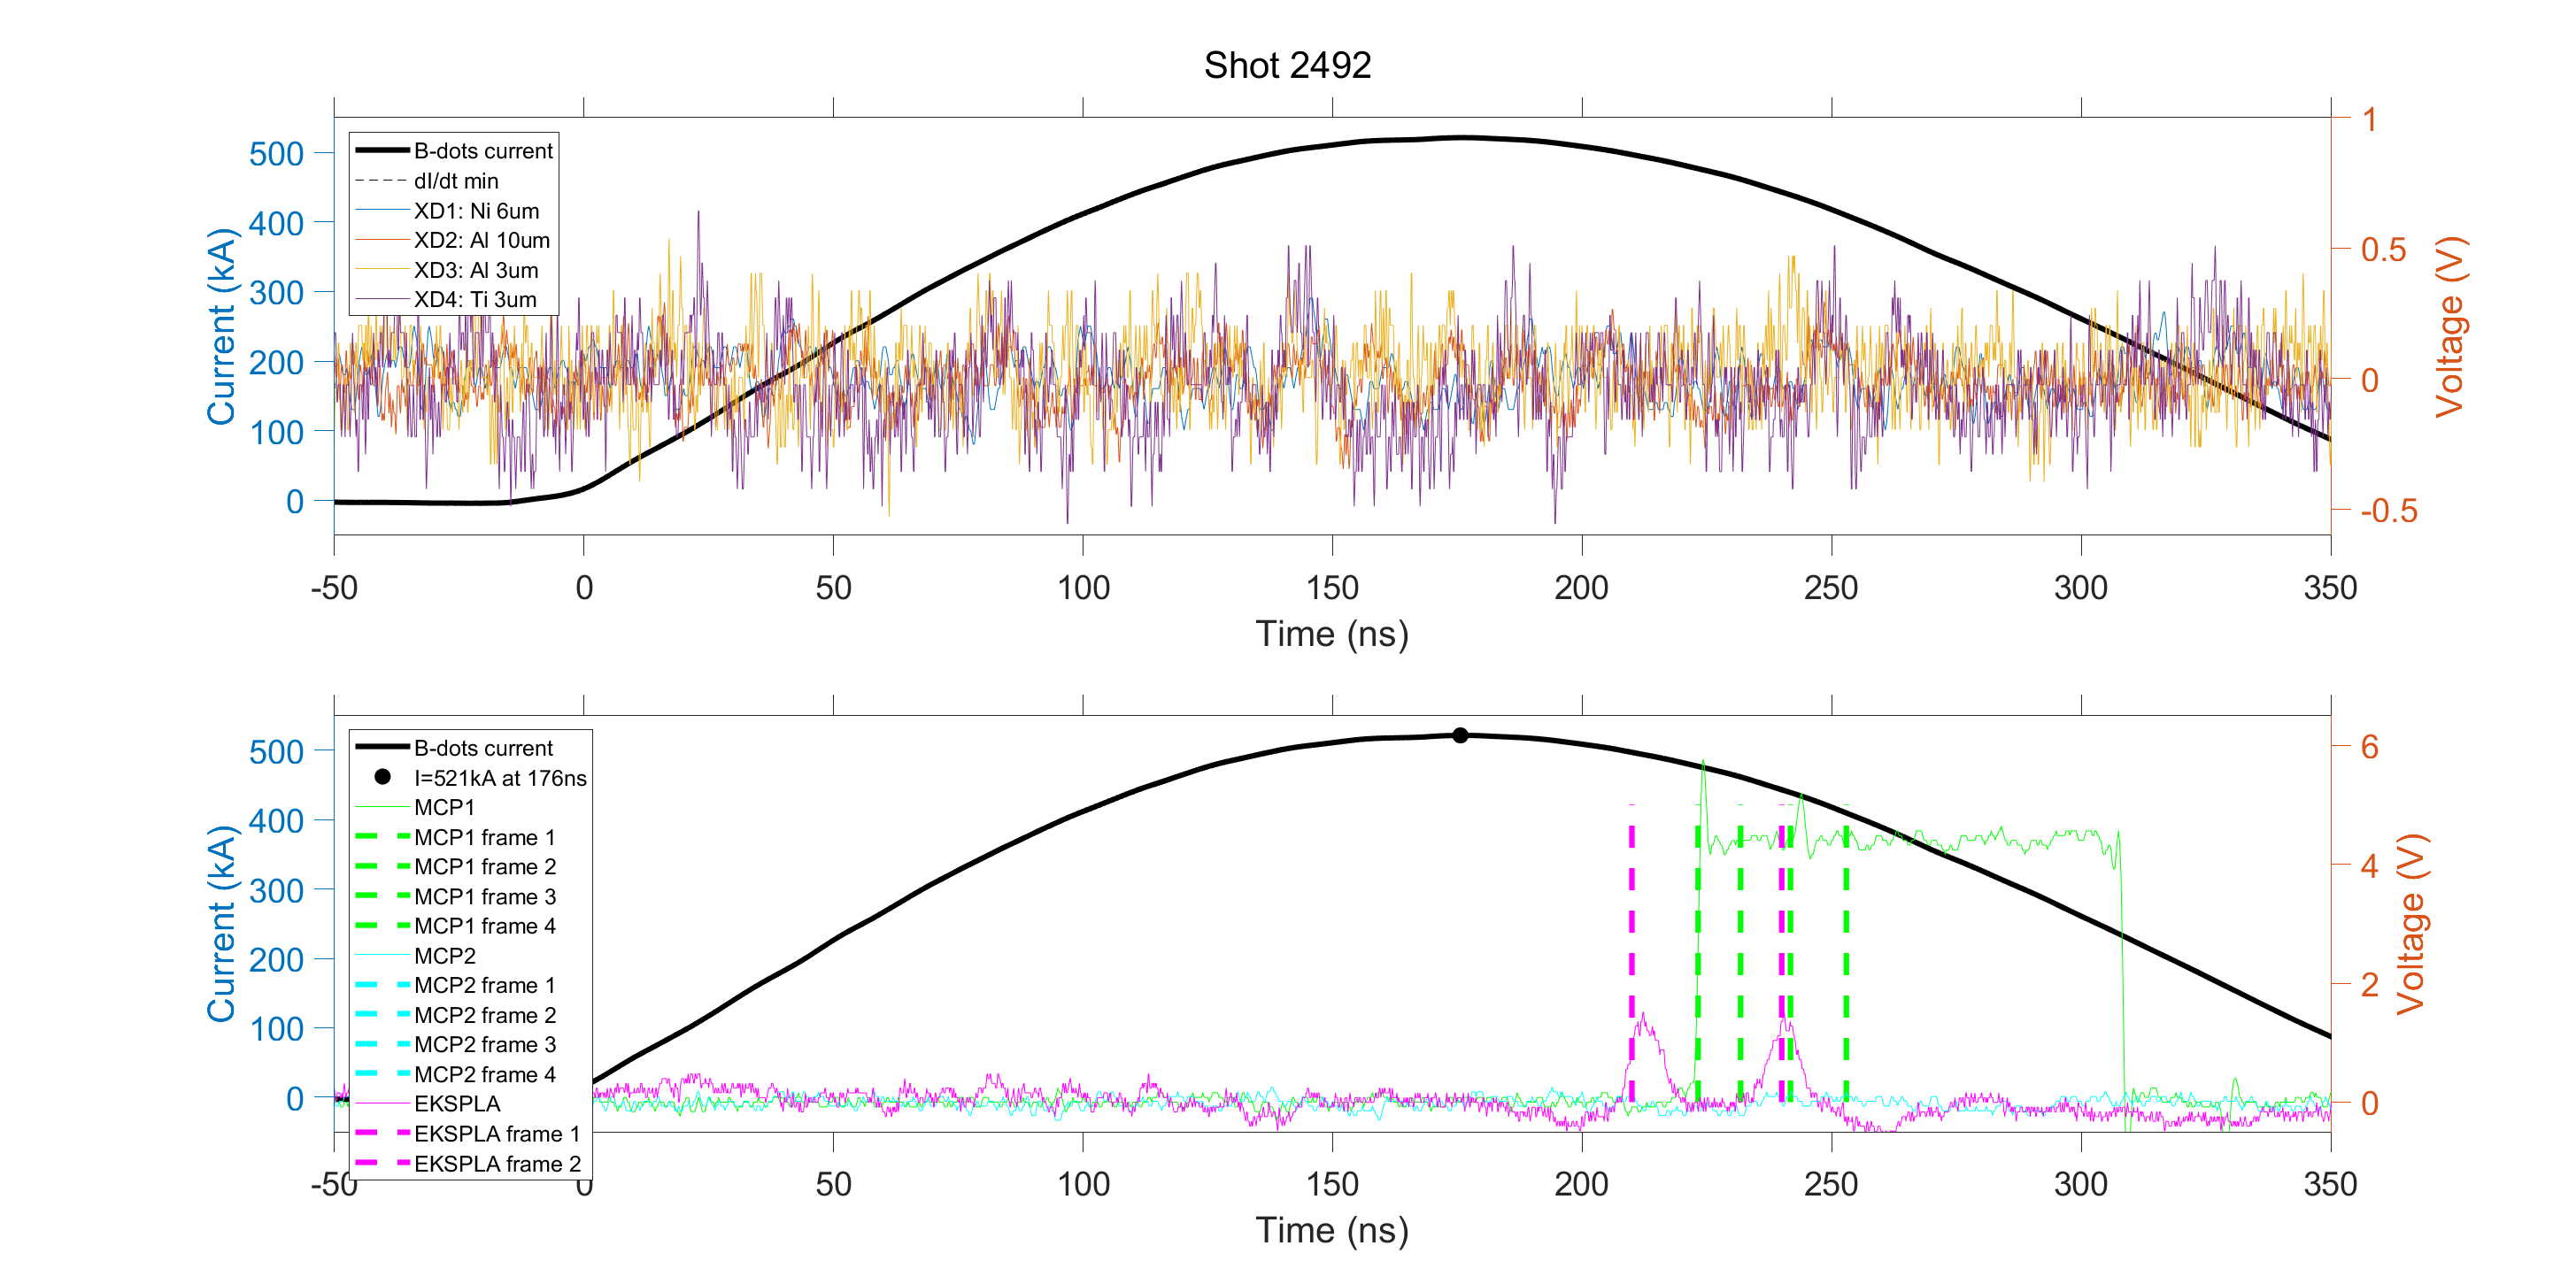 Shot 2492
B-dots current
dI/dt min
XD1: Ni 6um
XD2: Al 10um
XD3: Al 3um
XD4: Ti 3um
500
400
300
200
100
0
Current (kA)
1
0.5
0
-0.5
Voltage (V)
-50 0 50 100 150 200 250 300 350
Time (ns)
B-dots current
I=521kA at 176ns
MCP1
MCP1 frame 1
MCP1 frame 2
MCP1 frame 3
MCP1 frame 4
MCP2
MCP2 frame 1
MCP2 frame 2
MCP2 frame 3
MCP2 frame 4
EKSPLA
EKSPLA frame 1
EKSPLA frame 2
500
400
300
200
100
0
Current (kA)
6
4
2
0
Voltage (V)
-50 0 50 100 150 200 250 300 350
Time (ns)